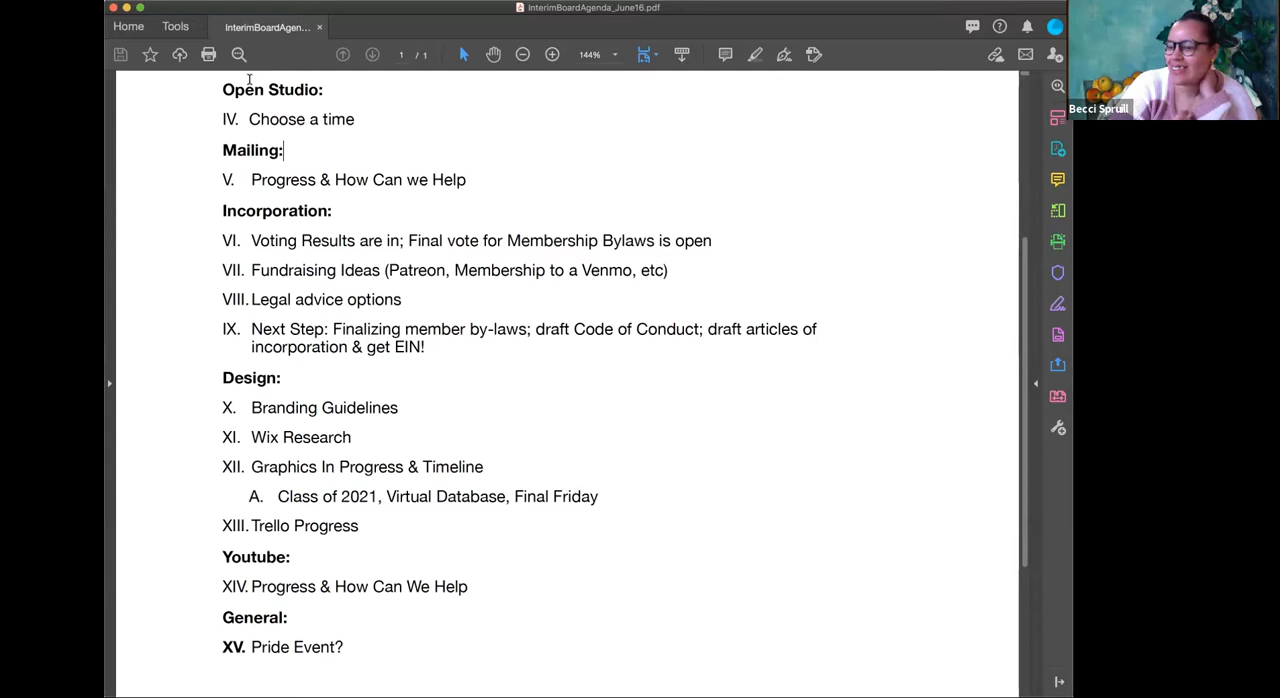 InterimBoardAgenda_June16.pdf
Home Tools InterimBoardAgen... ×
1 / 1 144%
Becci Spruill
Open Studio:
IV. Choose a time
Mailing:
V. Progress & How Can we Help
Incorporation:
VI. Voting Results are in; Final vote for Membership Bylaws is open
VII. Fundraising Ideas (Patreon, Membership to a Venmo, etc)
VIII. Legal advice options
IX. Next Step: Finalizing member by-laws; draft Code of Conduct; draft articles of
incorporation & get EIN!
Design:
X. Branding Guidelines
XI. Wix Research
XII. Graphics In Progress & Timeline
A. Class of 2021, Virtual Database, Final Friday
XIII. Trello Progress
Youtube:
XIV. Progress & How Can We Help
General:
XV. Pride Event?